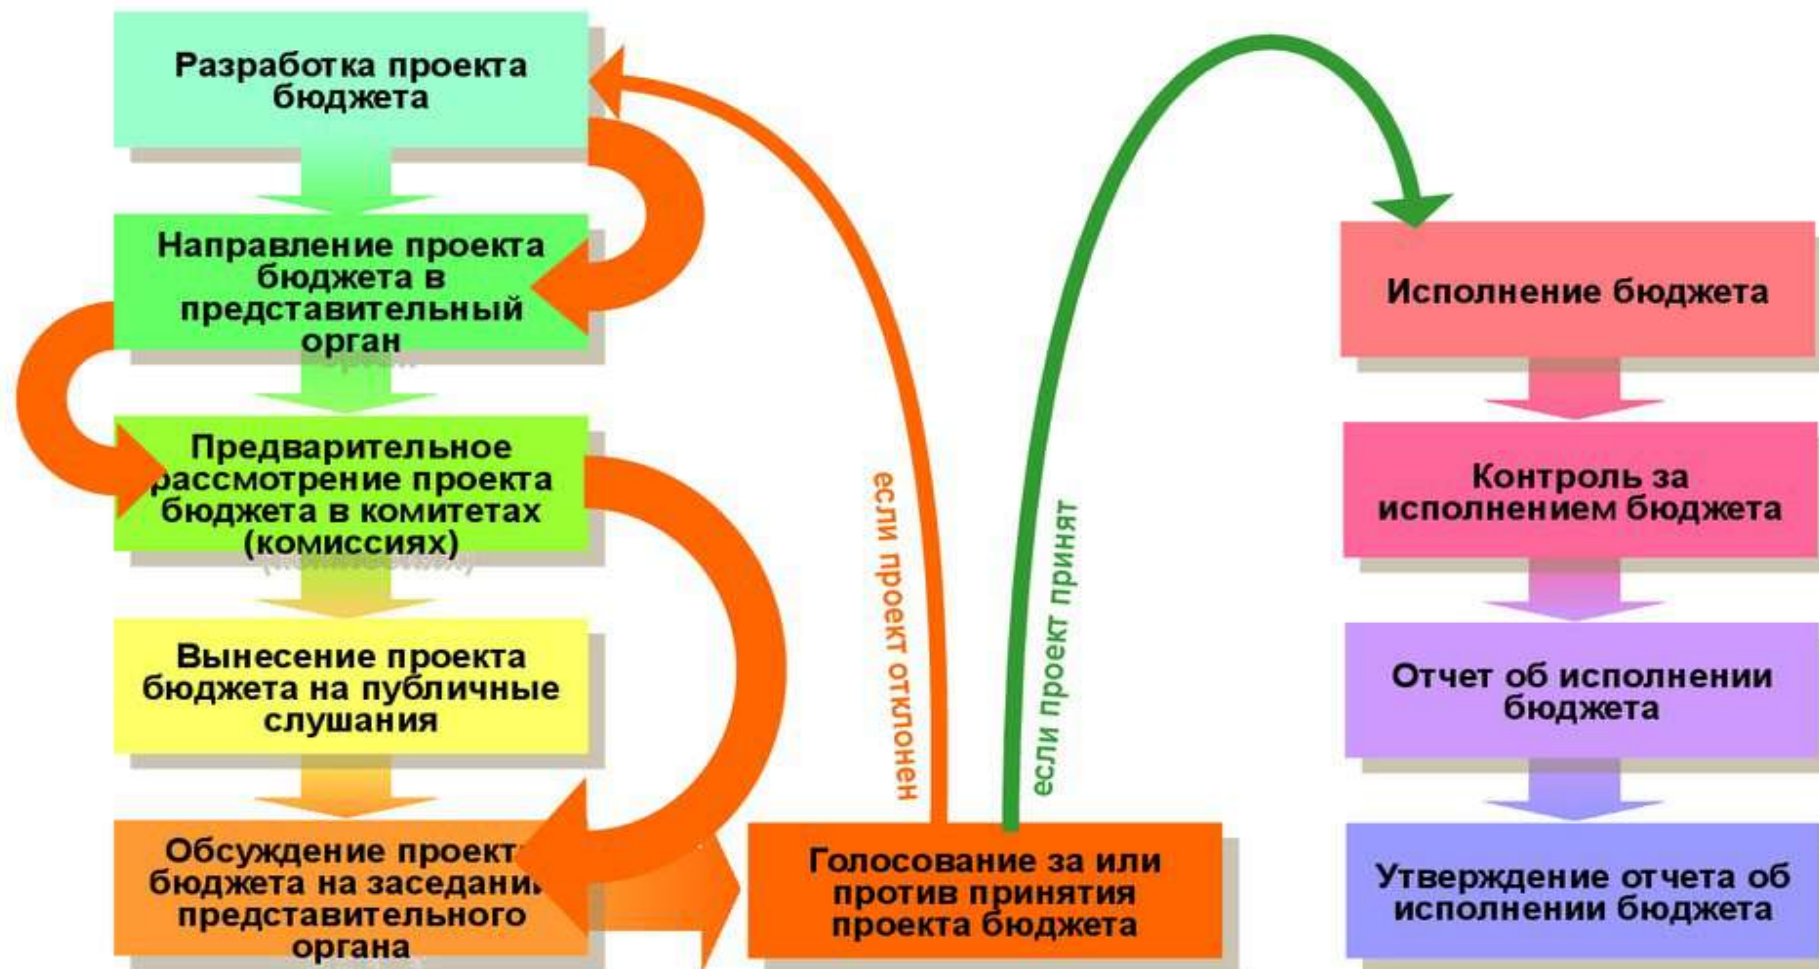 Разработка проекта
бюджета
Направление проекта
бюджета в
представительный
орган
Предварительное
рассмотрение проекта
бюджета в комитетах
(комиссиях)
Вынесение проекта
бюджета на публичные
слушания
Обсуждение проекта
бюджета на заседании
представительного
органа
если проект отклонен
Голосование за или
против принятия
проекта бюджета
если проект принят
Исполнение бюджета
Контроль за
исполнением бюджета
Отчет об исполнении
бюджета
Утверждение отчета об
исполнении бюджета